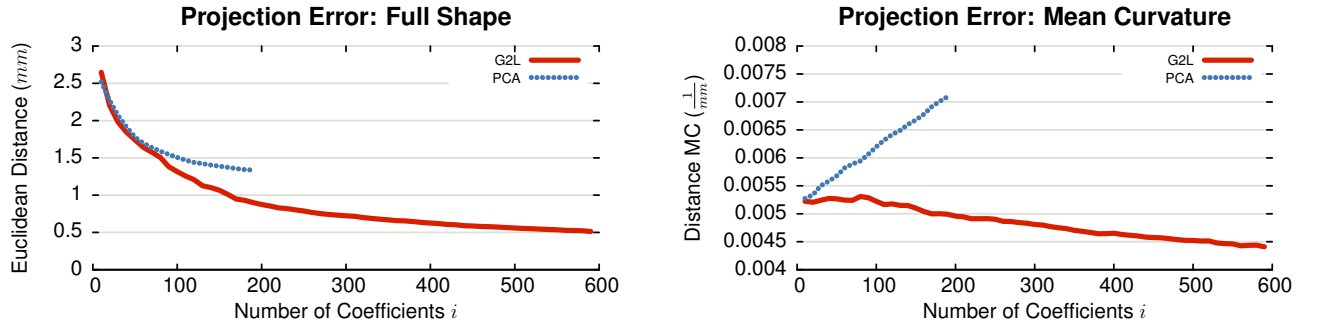 Projection Error: Full Shape
3
2.5
2
1.5
1
0.5
0
Euclidean Distance (mm)
G2L
PCA
0 100 200 300 400 500 600
Number of Coefficients i
Projection Error: Mean Curvature
0.008
0.0075
0.007
0.0065
0.006
0.0055
0.005
0.0045
0.004
Distance MC (1/mm)
G2L
PCA
0 100 200 300 400 500 600
Number of Coefficients i